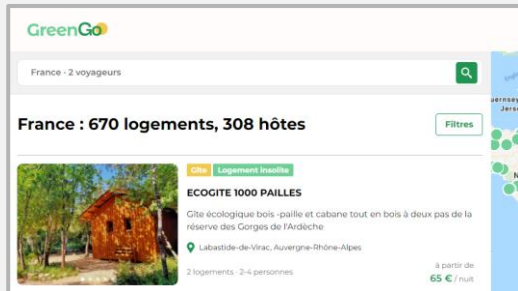 GreenGo
France - 2 voyageurs
France : 670 logements, 308 hôtes
Filtres
Gîte Logement insolite
ECOGITE 1000 PAILLES
Gîte écologique bois -paille et cabane tout en bois à deux pas de la
réserve des Gorges de l'Ardèche
Labastide-de-Virac, Auvergne-Rhône-Alpes
2 logements · 2-4 personnes
à partir de
65 € / nuit